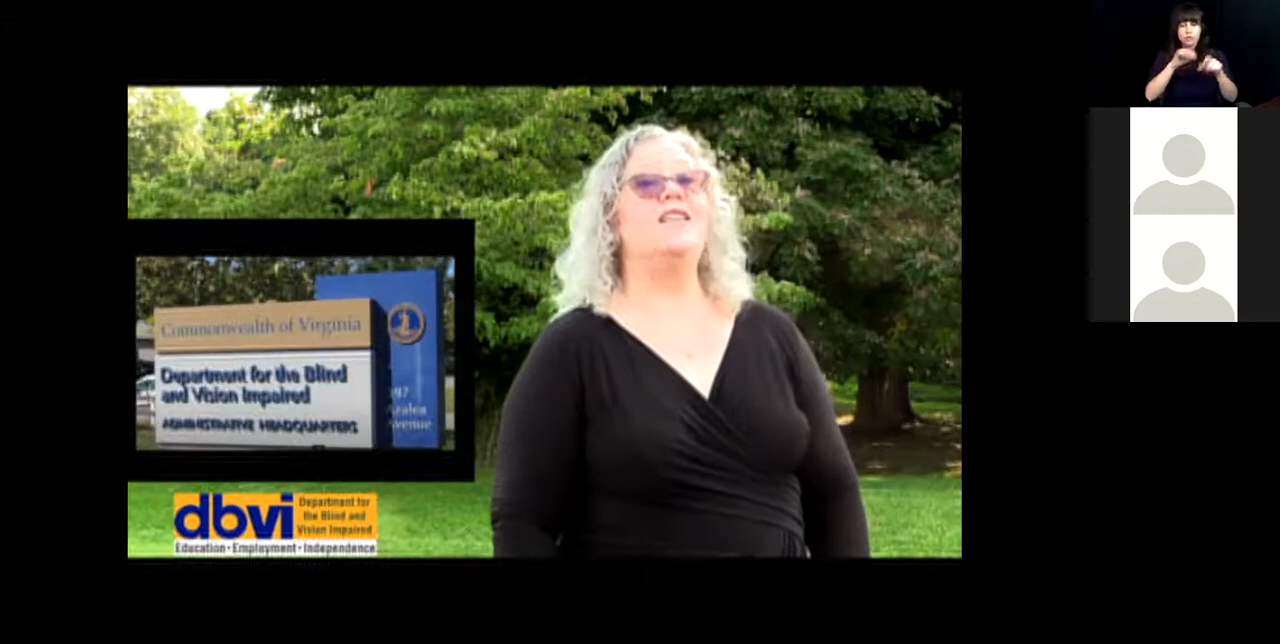 Commonwealth of Virginia
Department for the Blind
and Vision Impaired
ADMINISTRATIVE HEADQUARTERS
Azalea
Avenue
dbvi
Department for
the Blind and
Vision Impaired
Education · Employment · Independence